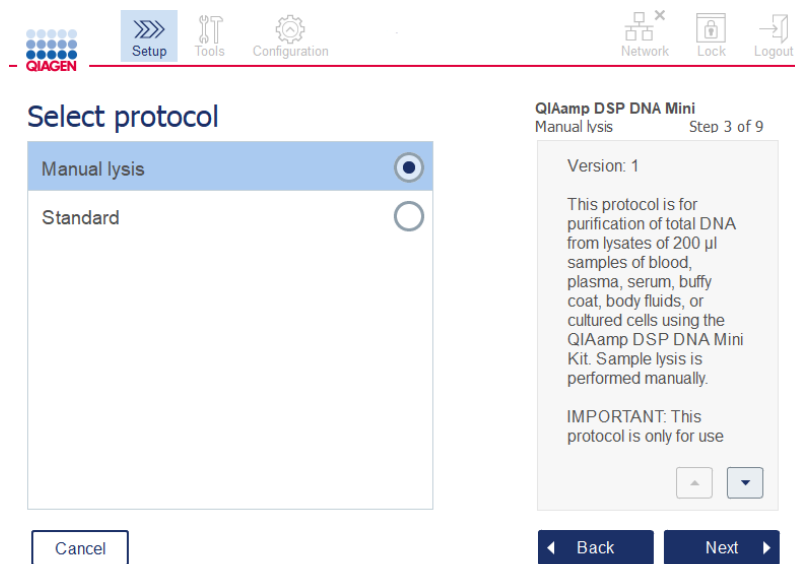 QIAGEN
Setup
Tools
Configuration
Network
Lock
Logout
Select protocol
Manual lysis
Standard
QIAamp DSP DNA Mini
Manual lysis Step 3 of 9
Version: 1
This protocol is for
purification of total DNA
from lysates of 200 µl
samples of blood,
plasma, serum, buffy
coat, body fluids, or
cultured cells using the
QIAamp DSP DNA Mini
Kit. Sample lysis is
performed manually.
IMPORTANT: This
protocol is only for use
Cancel
Back
Next